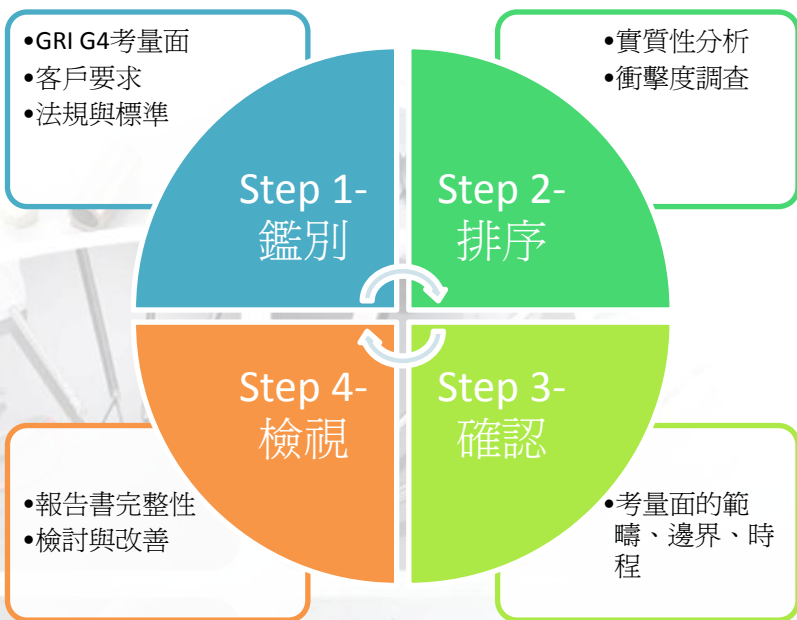 •GRI G4考量面
•客戶要求
•法規與標準
•實質性分析
•衝擊度調查
Step 1-
鑑別
Step 2-
排序
Step 4-
檢視
Step 3-
確認
•報告書完整性
•檢討與改善
•考量面的範
疇、邊界、時
程